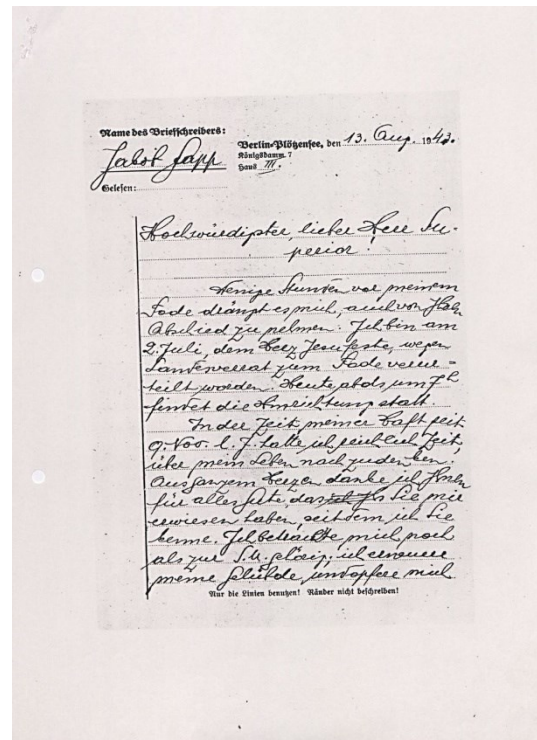 Name des Briefschreibers:
Jakob Gapp
Berlin-Plötzensee, den 13. Aug. 1943.
Königsdamm 7
Haus III.
Gelesen:
Hochwürdigster, lieber Herr Su-
perior!
Wenige Stunden vor meinem
Tode drängt es mich, auch von Ihnen
Abschied zu nehmen. Ich bin am
2. Juli, dem Herz Jesu feste, wegen
Landesverrat zum Tode verur-
teilt worden. Heute abds um 7h
findet die Hinrichtung statt.
In der Zeit meiner Haft seit
9. Nov. l. J. hatte ich reichlich Zeit,
über mein Leben nachzudenken.
Aus ganzem Herzen danke ich Ihnen
für alles Gute, das Sie mir
erwiesen haben, seitdem ich Sie
kenne. Ich betrachte mich noch
als zur S.M. gehörig; ich erneuere
meine Gelübde, und opfere mich
Nur die Linien benutzen! Ränder nicht beschreiben!